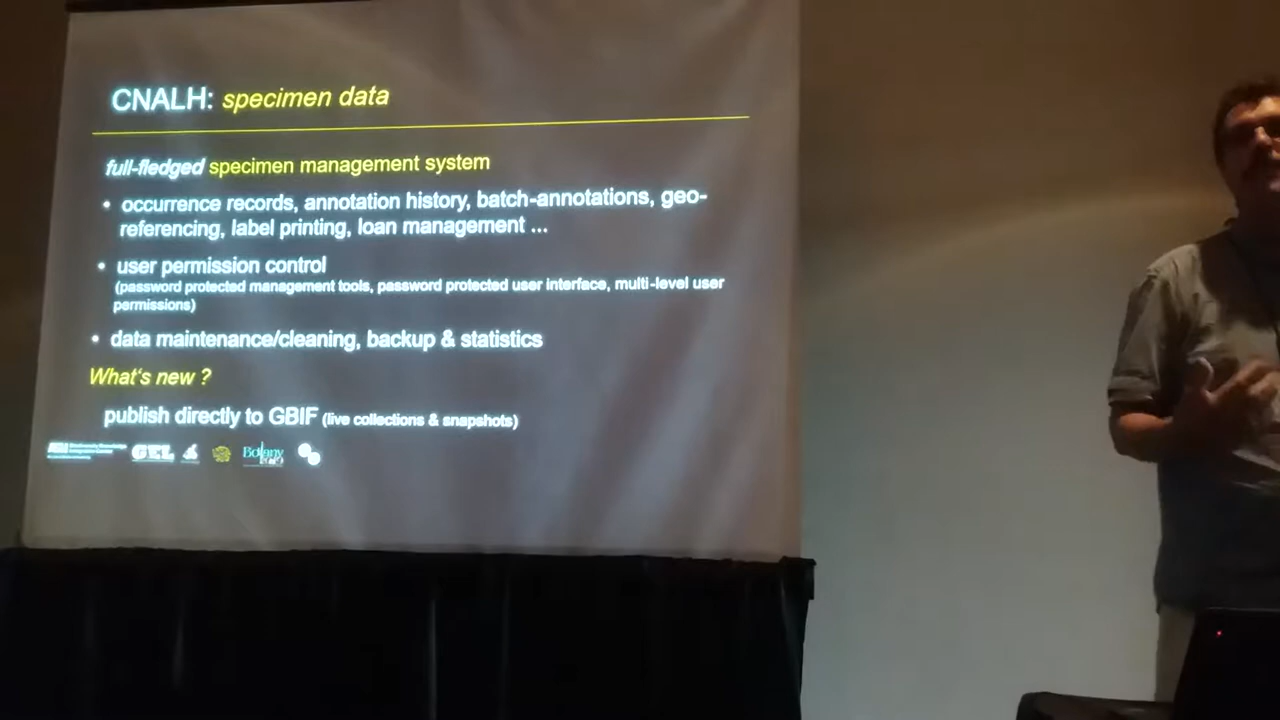 CNALH: specimen data
full-fledged specimen management system
• occurrence records, annotation history, batch-annotations, geo-
referencing, label printing, loan management ...
• user permission control
(password protected management tools, password protected user interface, multi-level user
permissions)
• data maintenance/cleaning, backup & statistics
What's new ?
publish directly to GBIF (live collections & snapshots)
Botany